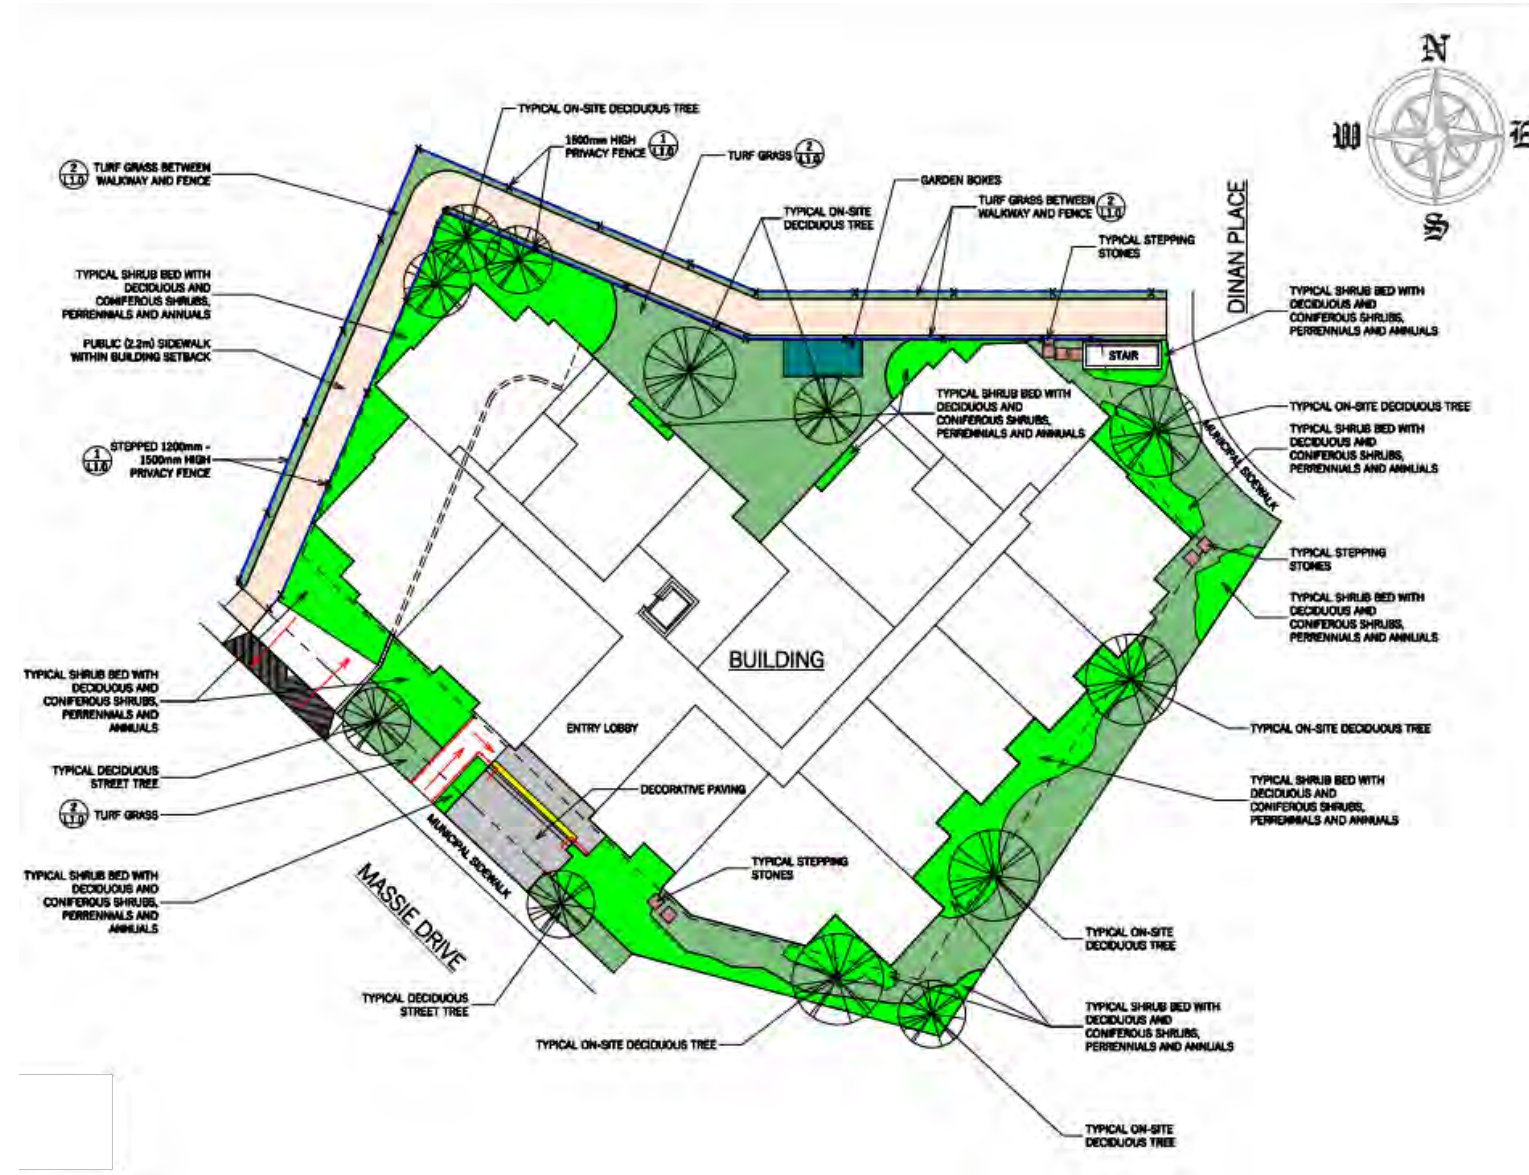 N
W
E
S
TYPICAL ON-SITE DECIDUOUS TREE
1800mm HIGH
PRIVACY FENCE
1
L1.0
TURF GRASS
2
L1.0
2
L1.0
TURF GRASS BETWEEN
WALKWAY AND FENCE
GARDEN BOXES
TYPICAL ON-SITE
DECIDUOUS TREE
TURF GRASS BETWEEN
WALKWAY AND FENCE
2
L1.0
TYPICAL STEPPING
STONES
DINAN PLACE
TYPICAL SHRUB BED WITH
DECIDUOUS AND
CONIFEROUS SHRUBS,
PERRENNIALS AND ANNUALS
TYPICAL SHRUB BED WITH
DECIDUOUS AND
CONIFEROUS SHRUBS,
PERRENNIALS AND ANNUALS
PUBLIC (2.2m) SIDEWALK
WITHIN BUILDING SETBACK
STAIR
TYPICAL SHRUB BED WITH
DECIDUOUS AND
CONIFEROUS SHRUBS,
PERRENNIALS AND ANNUALS
TYPICAL ON-SITE DECIDUOUS TREE
TYPICAL SHRUB BED WITH
DECIDUOUS AND
CONIFEROUS SHRUBS,
PERRENNIALS AND ANNUALS
MUNICIPAL SIDEWALK
1
L1.0
STEPPED 1200mm -
1500mm HIGH
PRIVACY FENCE
TYPICAL STEPPING
STONES
TYPICAL SHRUB BED WITH
DECIDUOUS AND
CONIFEROUS SHRUBS,
PERRENNIALS AND ANNUALS
BUILDING
TYPICAL SHRUB BED WITH
DECIDUOUS AND
CONIFEROUS SHRUBS,
PERRENNIALS AND
ANNUALS
ENTRY LOBBY
TYPICAL ON-SITE DECIDUOUS TREE
TYPICAL DECIDUOUS
STREET TREE
DECORATIVE PAVING
TYPICAL SHRUB BED WITH
DECIDUOUS AND
CONIFEROUS SHRUBS,
PERRENNIALS AND ANNUALS
2
L1.0
TURF GRASS
MUNICIPAL SIDEWALK
MASSIE DRIVE
TYPICAL STEPPING
STONES
TYPICAL SHRUB BED WITH
DECIDUOUS AND
CONIFEROUS SHRUBS,
PERRENNIALS AND
ANNUALS
TYPICAL ON-SITE
DECIDUOUS TREE
TYPICAL DECIDUOUS
STREET TREE
TYPICAL ON-SITE DECIDUOUS TREE
TYPICAL SHRUB BED WITH
DECIDUOUS AND
CONIFEROUS SHRUBS,
PERRENNIALS AND ANNUALS
TYPICAL ON-SITE
DECIDUOUS TREE